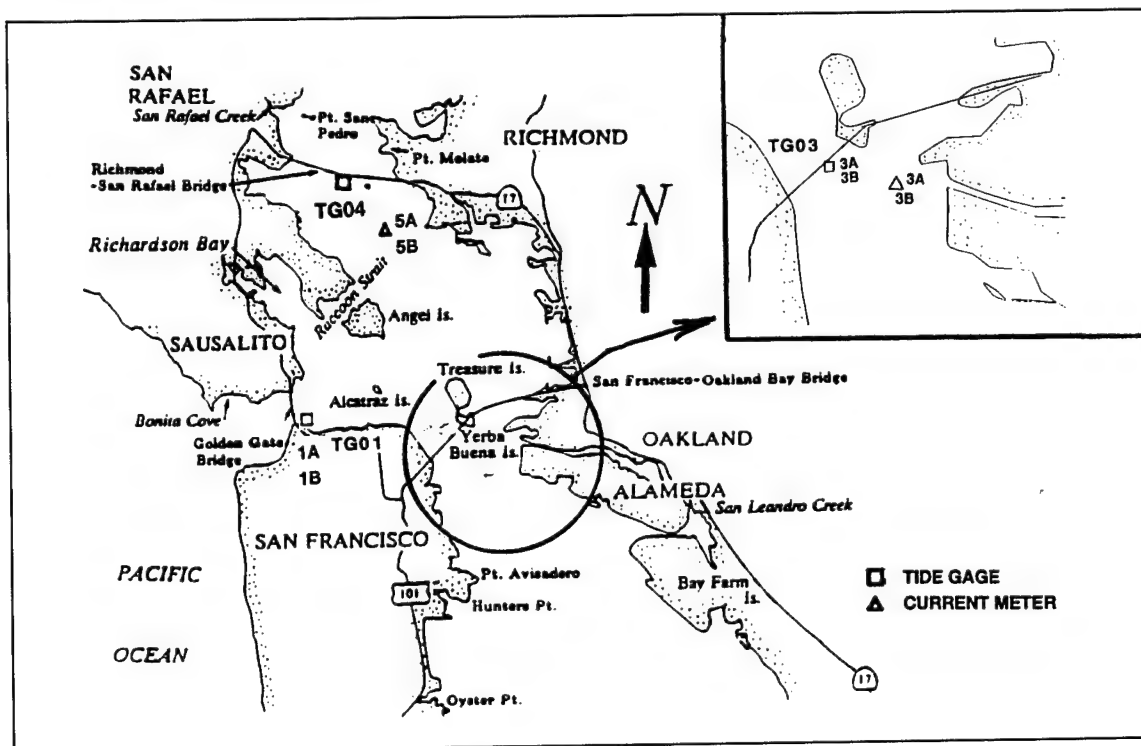 SAN
RAFAEL
San Rafael Creek
Pt. San
Pedro
RICHMOND
Pt. Molate
Richmond
-San Rafael Bridge
TG04
17
5A
5B
N
Richardson Bay
Raccoon Strait
Angel Is.
SAUSALITO
Treasure Is.
San Francisco-Oakland Bay Bridge
Alcatraz Is.
Bonita Cove
Golden Gate
Bridge
TG01
1A
1B
Yerba
Buena Is.
OAKLAND
ALAMEDA
San Leandro Creek
SAN FRANCISCO
PACIFIC
OCEAN
Pt. Avisadero
101
Hunters Pt.
Bay Farm
Is.
Oyster Pt.
17
TIDE GAGE
CURRENT METER
TG03
3A
3B
3A
3B